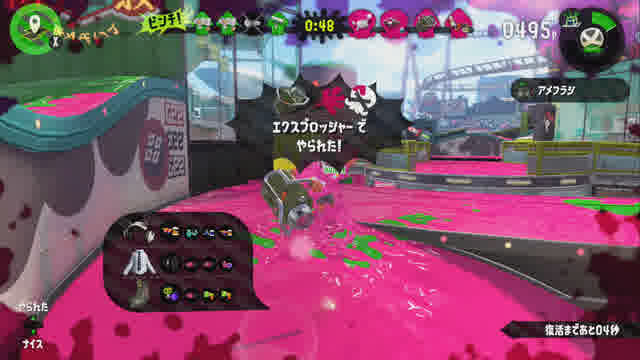 ピンチ!
0:48
0495p
アメフラシ
エクスプロッシャーで
やられた!
やられた
ナイス
復活まであと04秒